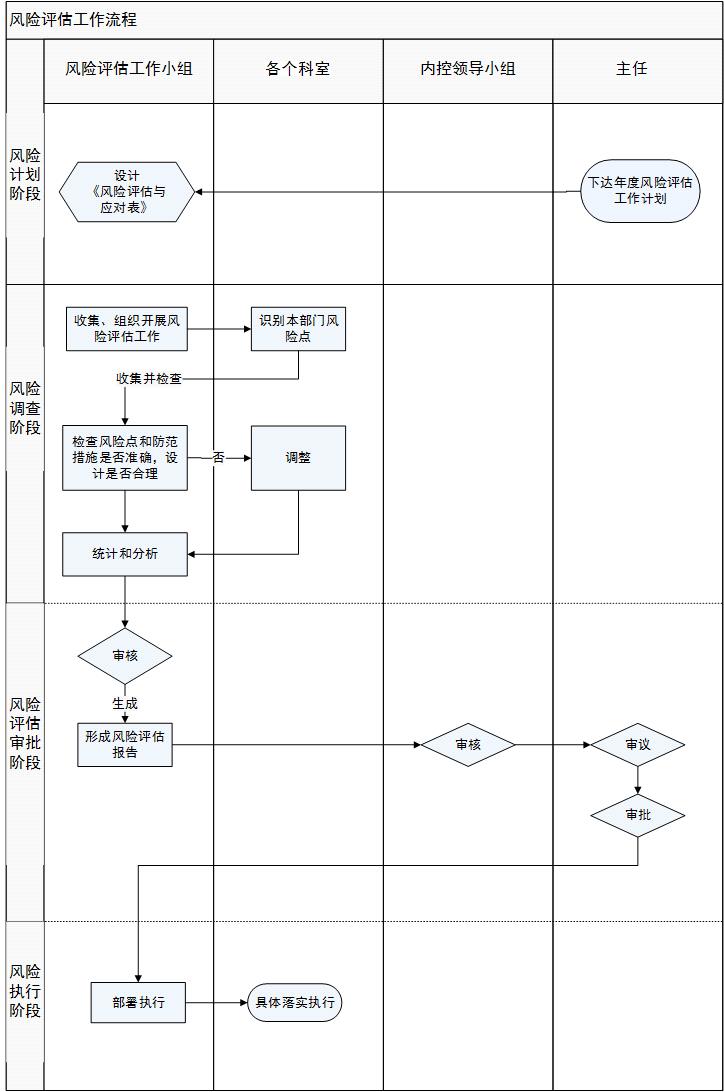 风险评估工作流程
风险评估工作小组
各个科室
内控领导小组
主任
风险
计划
阶段
设计
《风险评估与
应对表》
下达年度风险评估
工作计划
风险
调查
阶段
收集、组织开展风
险评估工作
识别本部门风
险点
收集并检查
检查风险点和防范
措施是否准确，设
计是否合理
否
调整
统计和分析
风险
评估
审批
阶段
审核
生成
形成风险评估
报告
审核
审议
审批
风险
执行
阶段
部署执行
具体落实执行